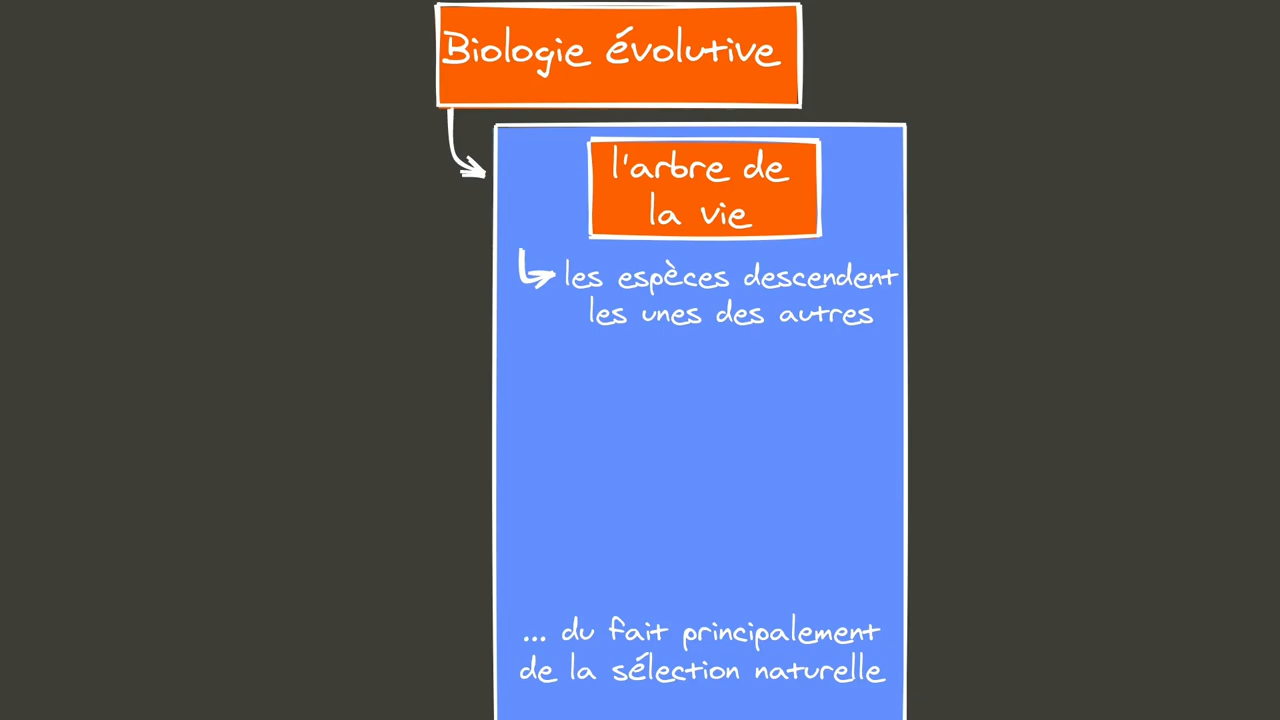 Biologie évolutive
l'arbre de
la vie
les espèces descendent
les unes des autres
... du fait principalement
de la sélection naturelle